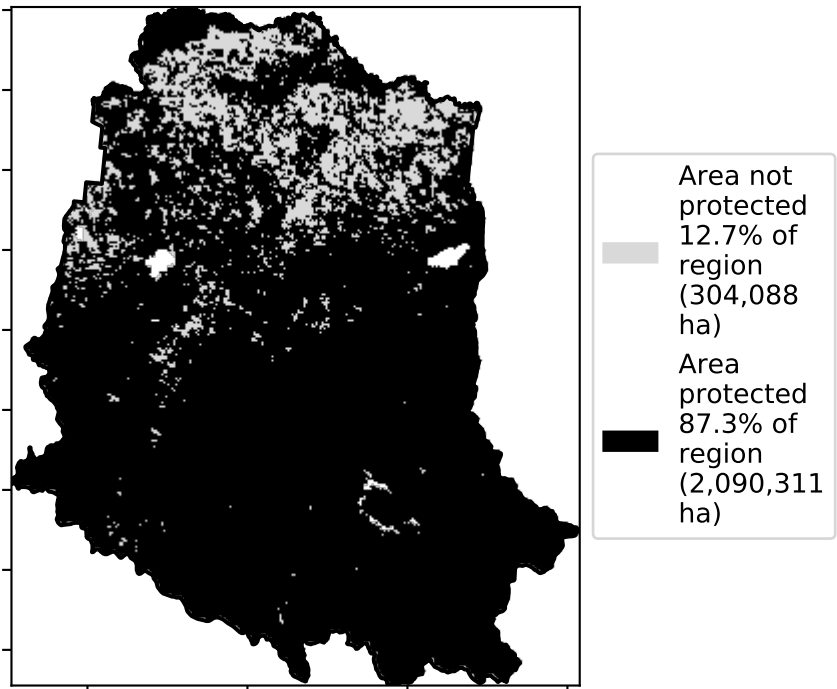 Area not
protected
12.7% of
region
(304,088
ha)
Area
protected
87.3% of
region
(2,090,311
ha)